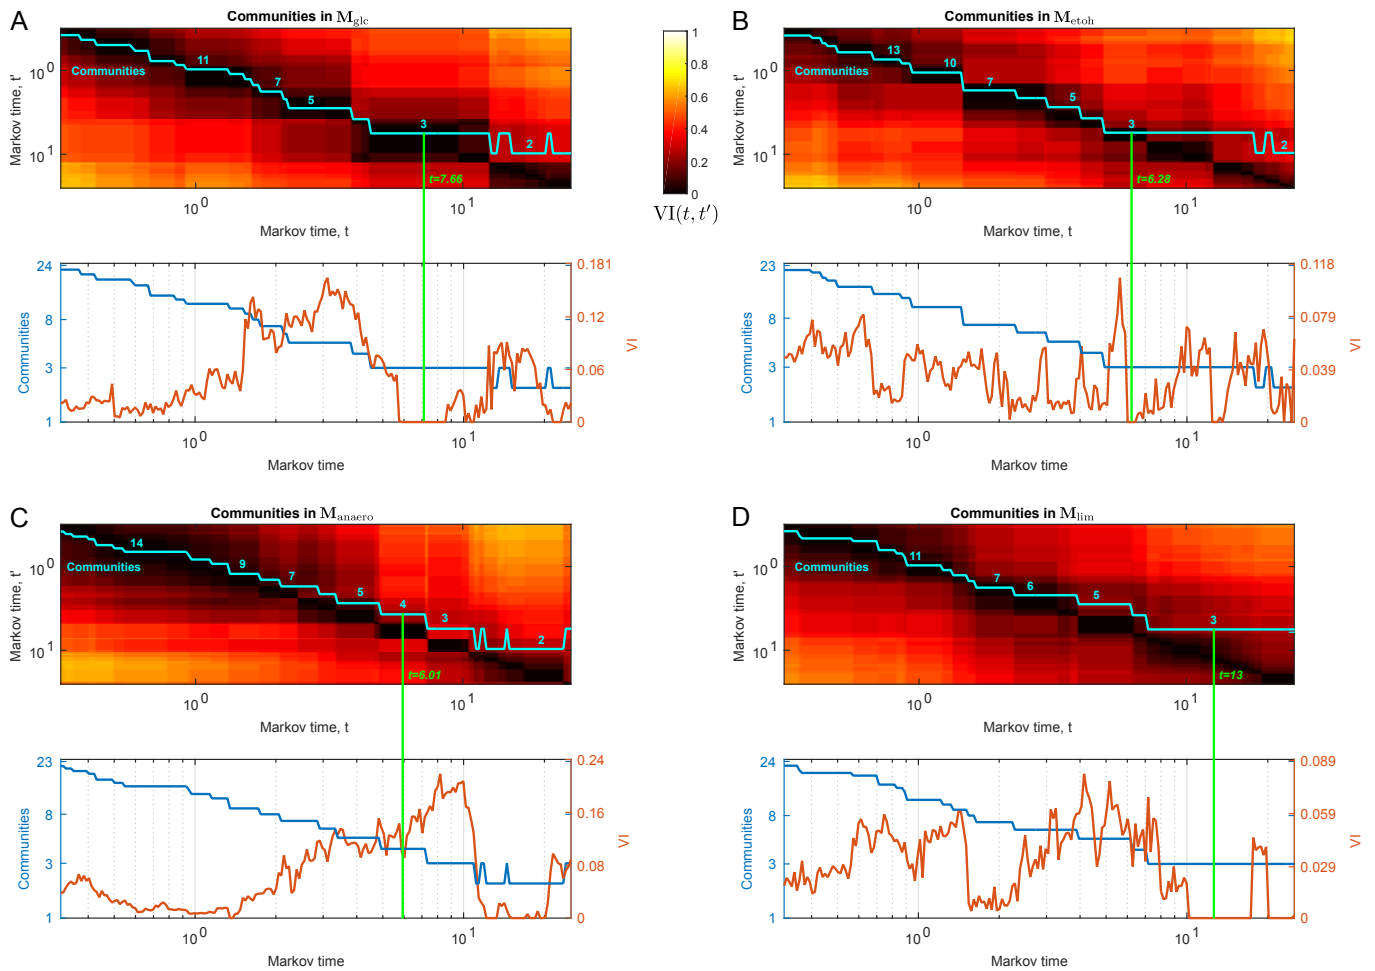 A
Communities in M_glc
Markov time, t'
10^0
10^1
Communities
11
7
5
3
2
t=7.66
10^0
10^1
Markov time, t
1
0.8
0.6
0.4
0.2
0
VI(t, t')
Communities
24
8
3
1
0.181
0.12
0.06
0
VI
10^0
10^1
Markov time
B
Communities in M_etoh
Markov time, t'
10^0
10^1
Communities
13
10
7
5
3
2
t=6.28
10^0
10^1
Markov time, t
Communities
23
8
3
1
0.118
0.079
0.039
0
VI
10^0
10^1
Markov time
C
Communities in M_anaero
Markov time, t'
10^0
10^1
Communities
14
9
7
5
4
3
2
t=6.01
10^0
10^1
Markov time, t
Communities
23
8
3
1
0.24
0.16
0.08
0
VI
10^0
10^1
Markov time
D
Communities in M_lim
Markov time, t'
10^0
10^1
Communities
11
7
6
5
3
t=13
10^0
10^1
Markov time, t
Communities
24
8
3
1
0.089
0.059
0.029
0
VI
10^0
10^1
Markov time